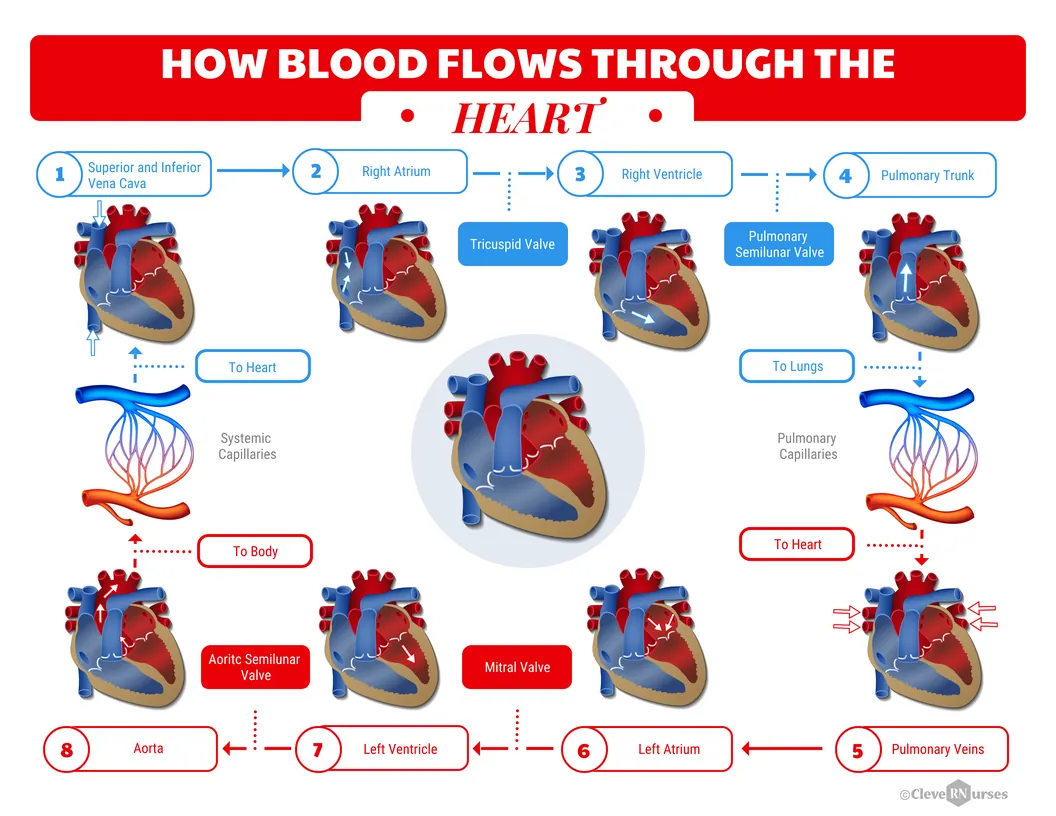 HOW BLOOD FLOWS THROUGH THE
HEART
1
Superior and Inferior
Vena Cava
2
Right Atrium
3
Right Ventricle
4
Pulmonary Trunk
Tricuspid Valve
Pulmonary
Semilunar Valve
To Heart
To Lungs
Systemic
Capillaries
Pulmonary
Capillaries
To Body
To Heart
Aoritc Semilunar
Valve
Mitral Valve
8
Aorta
7
Left Ventricle
6
Left Atrium
5
Pulmonary Veins
©CleveRNurses